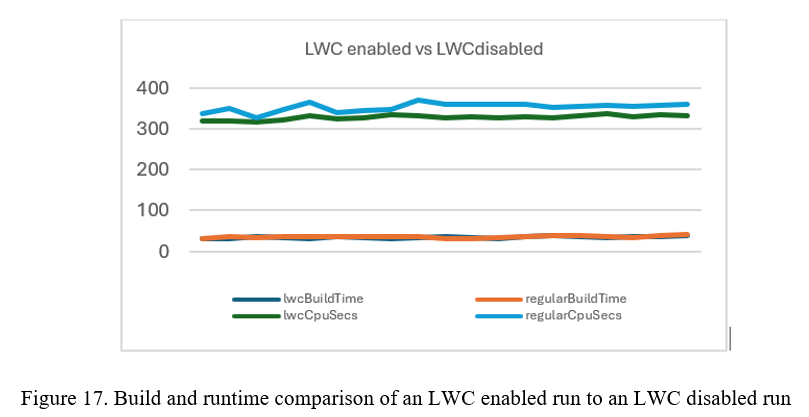 LWC enabled vs LWCdisabled
400
300
200
100
0
lwcBuildTime regularBuildTime
lwcCpuSecs regularCpuSecs
Figure 17. Build and runtime comparison of an LWC enabled run to an LWC disabled run